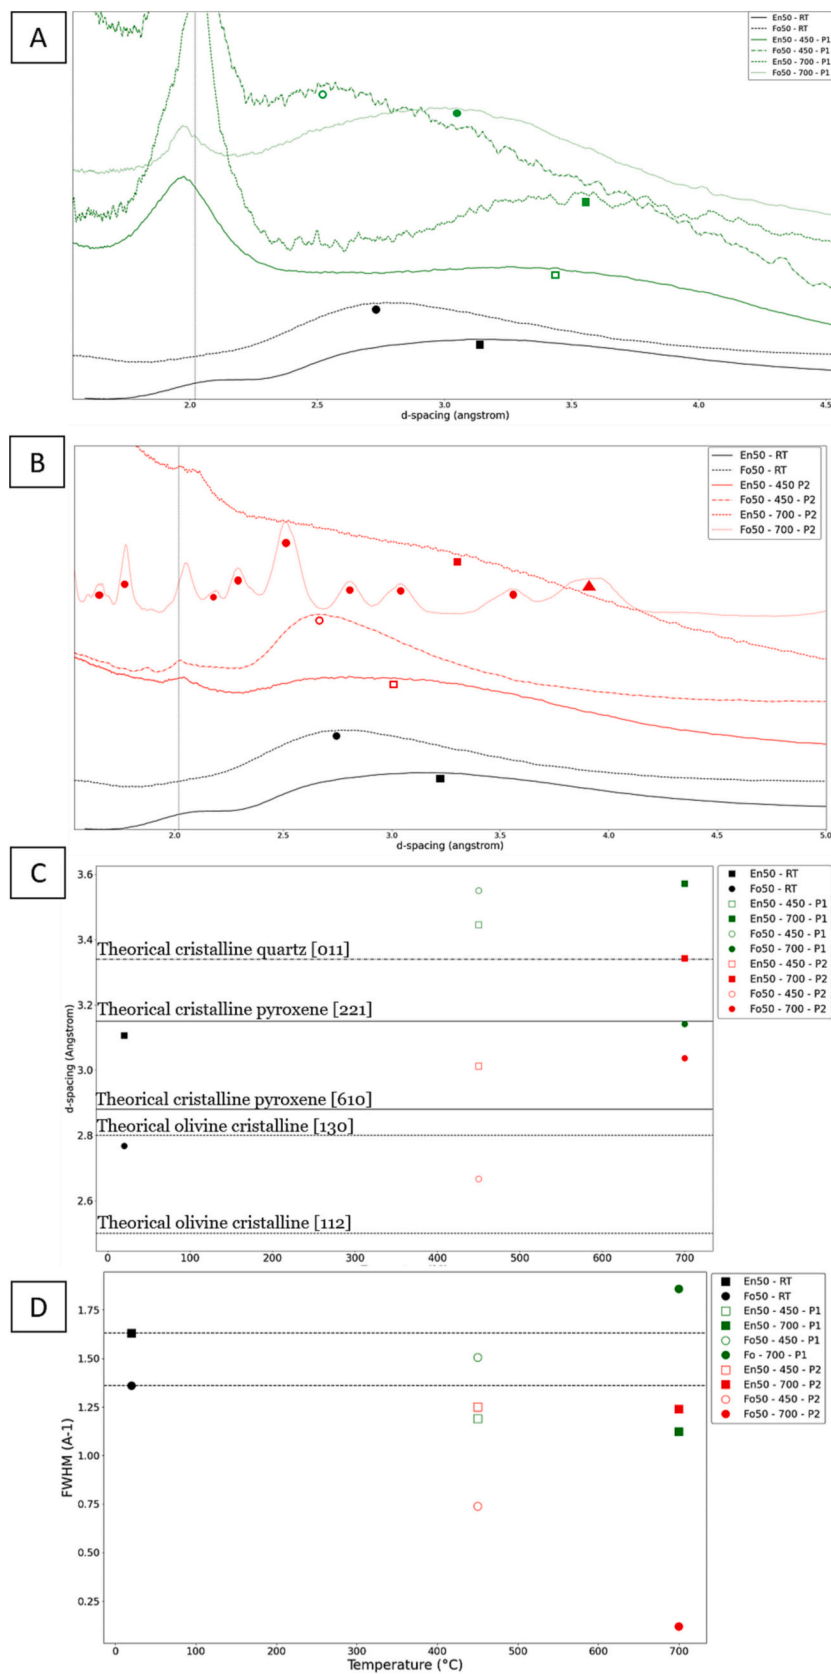 A
En50 - RT
Fo50 - RT
En50 - 450 - P1
Fo50 - 450 - P1
En50 - 700 - P1
Fo50 - 700 - P1
2.0 2.5 3.0 3.5 4.0 4.5
d-spacing (angstrom)
B
En50 - RT
Fo50 - RT
En50 - 450 P2
Fo50 - 450 - P2
En50 - 700 - P2
Fo50 - 700 - P2
2.0 2.5 3.0 3.5 4.0 4.5 5.0
d-spacing (angstrom)
C
3.6
3.4
3.2
3.0
2.8
2.6
d-spacing (Angstrom)
Theorical cristalline quartz [011]
Theorical cristalline pyroxene [221]
Theorical cristalline pyroxene [610]
Theorical olivine cristalline [130]
Theorical olivine cristalline [112]
0 100 200 300 400 500 600 700
En50 - RT
Fo50 - RT
En50 - 450 - P1
En50 - 700 - P1
Fo50 - 450 - P1
Fo50 - 700 - P1
En50 - 450 - P2
En50 - 700 - P2
Fo50 - 450 - P2
Fo50 - 700 - P2
D
1.75
1.50
1.25
1.00
0.75
0.50
0.25
FWHM (A-1)
0 100 200 300 400 500 600 700
Temperature (°C)
En50 - RT
Fo50 - RT
En50 - 450 - P1
En50 - 700 - P1
Fo50 - 450 - P1
Fo - 700 - P1
En50 - 450 - P2
En50 - 700 - P2
Fo50 - 450 - P2
Fo50 - 700 - P2